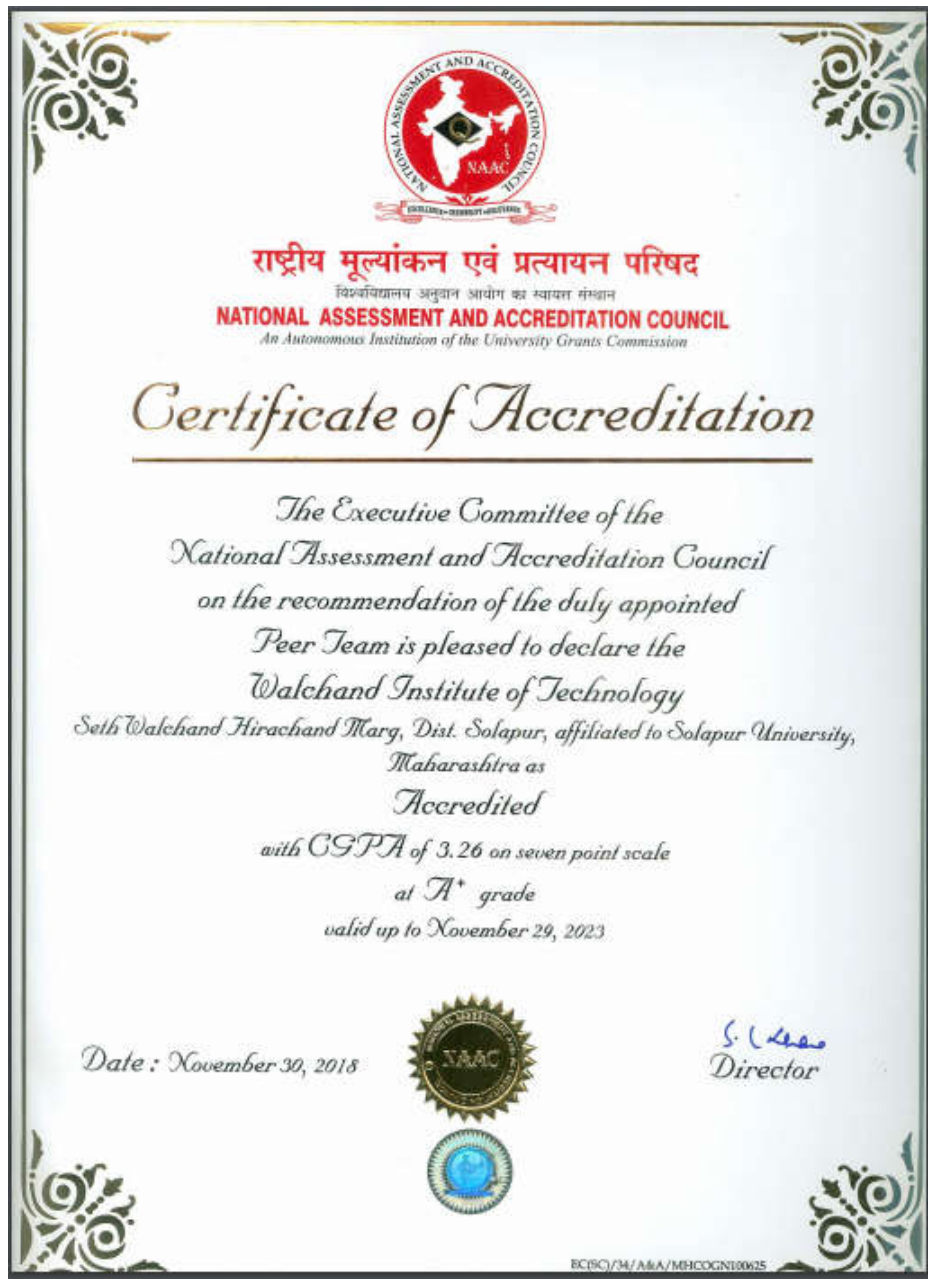 NATIONAL ASSESSMENT AND ACCREDITATION COUNCIL
Q
NAAC
EXCELLENCE • CREDIBILITY • RELEVANCE
राष्ट्रीय मूल्यांकन एवं प्रत्यायन परिषद
विश्वविद्यालय अनुदान आयोग का स्वायत्त संस्थान
NATIONAL ASSESSMENT AND ACCREDITATION COUNCIL
An Autonomous Institution of the University Grants Commission
Certificate of Accreditation
The Executive Committee of the
National Assessment and Accreditation Council
on the recommendation of the duly appointed
Peer Team is pleased to declare the
Walchand Institute of Technology
Seth Walchand Hirachand Marg, Dist. Solapur, affiliated to Solapur University,
Maharashtra as
Accredited
with CGPA of 3.26 on seven point scale
at A+ grade
valid up to November 29, 2023
Date : November 30, 2018
NAAC
Director
EC(SC)/34/A&A/MHCOGN100625